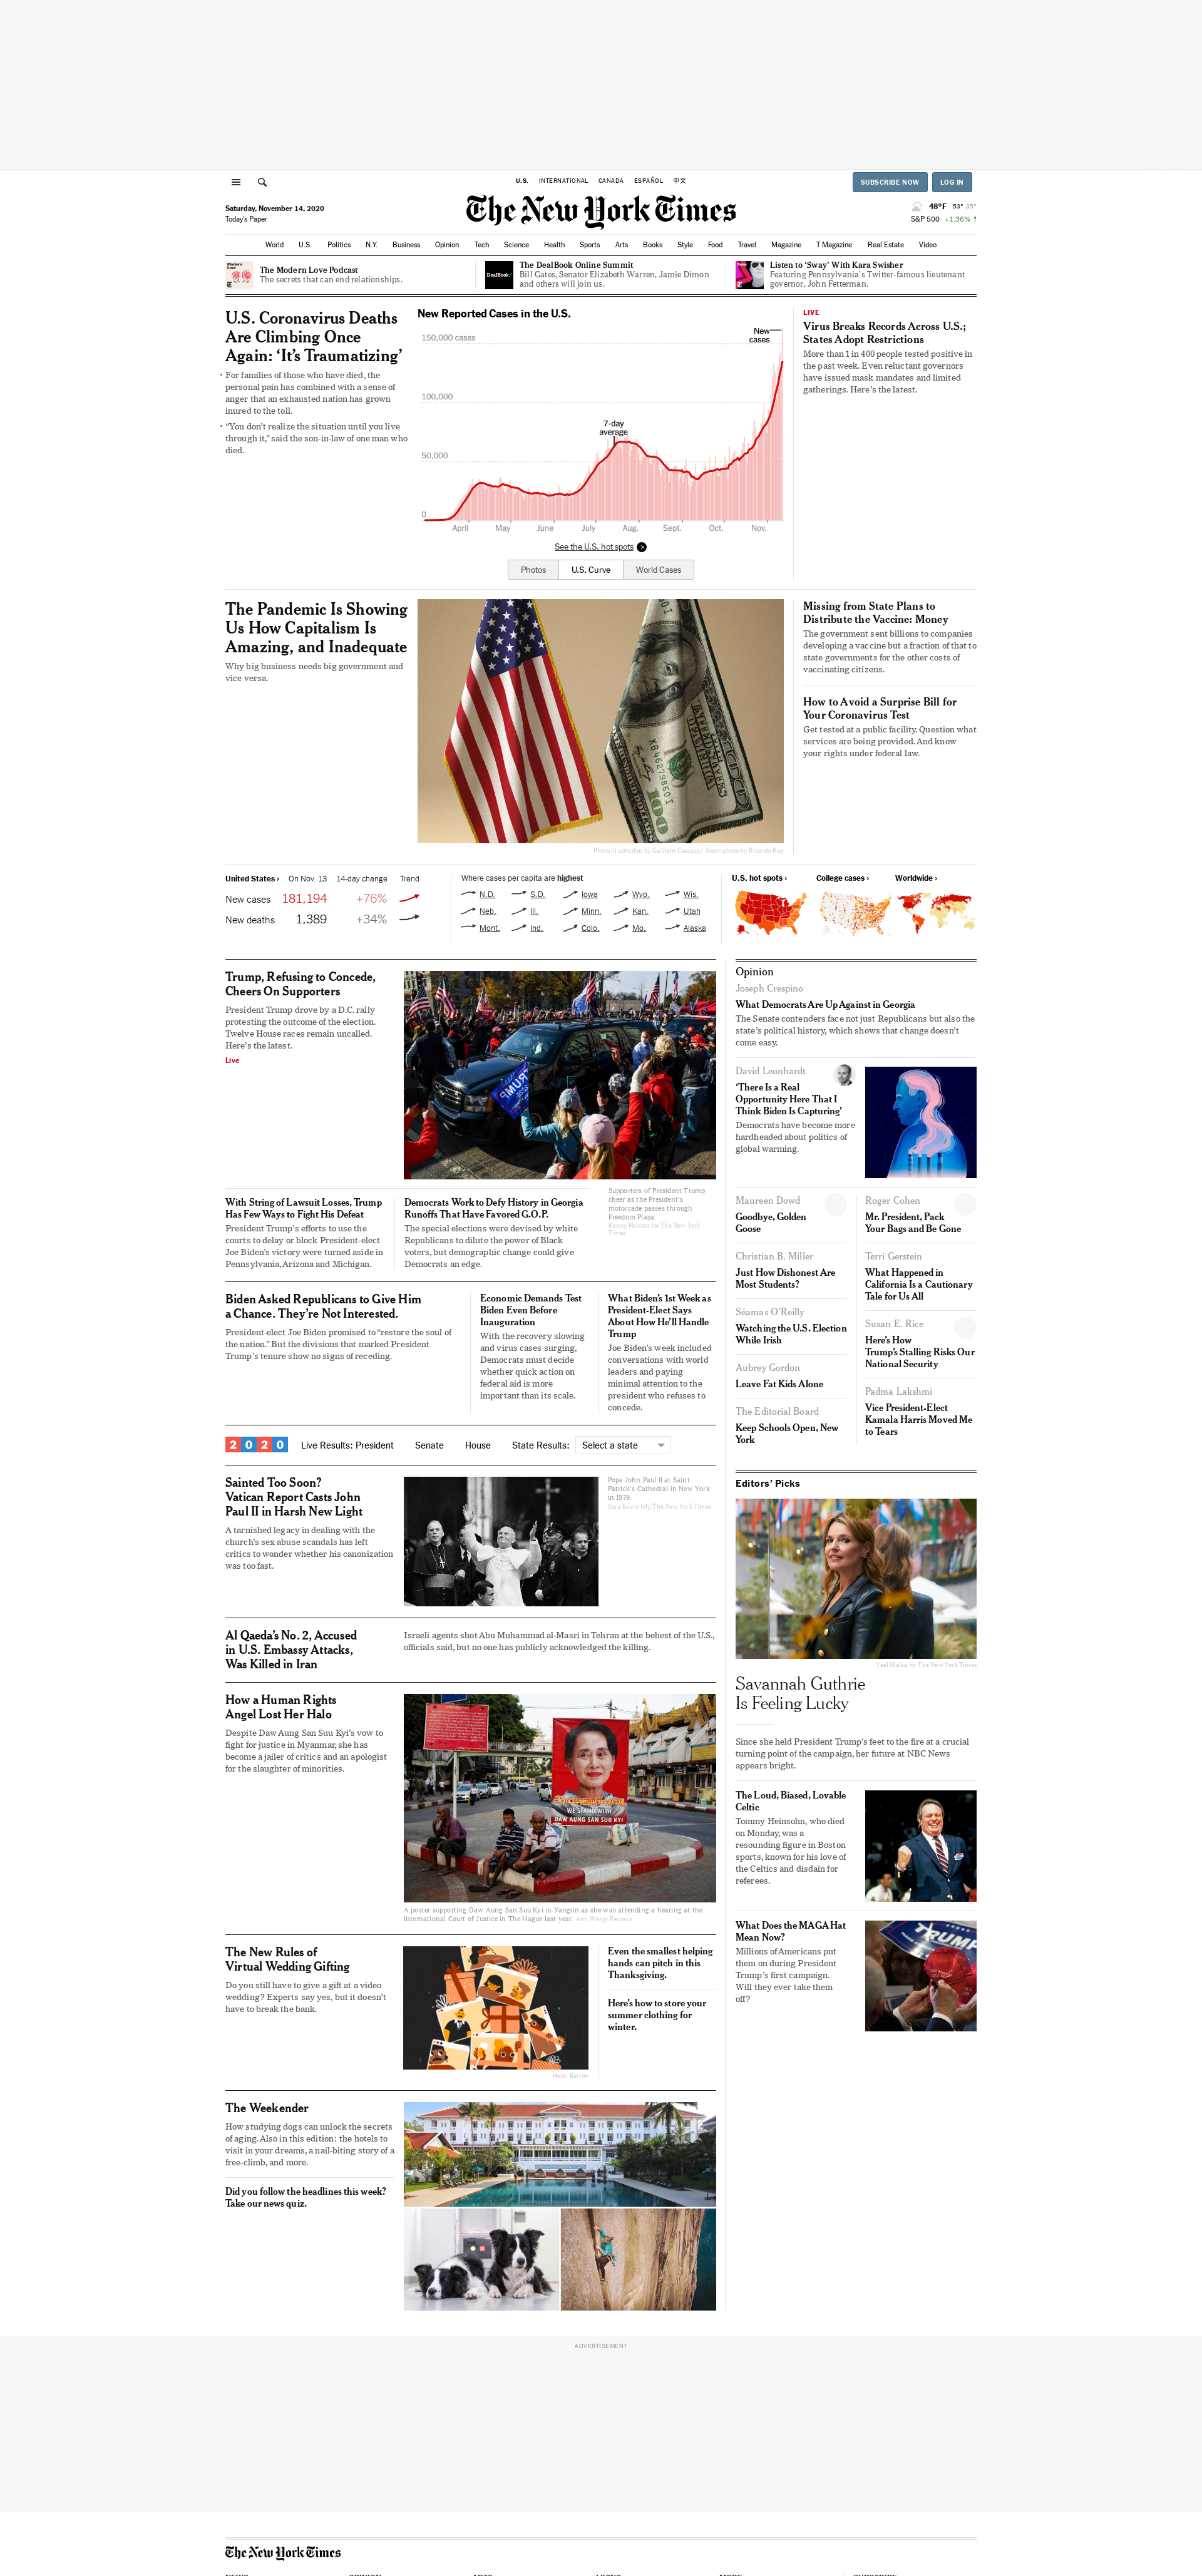 U.S. INTERNATIONAL CANADA ESPAÑOL 中文
SUBSCRIBE NOW LOG IN
Saturday, November 14, 2020
Today's Paper
The New York Times
48°F 53° 35°
S&P 500 +1.36%
World U.S. Politics N.Y. Business Opinion Tech Science Health Sports Arts Books Style Food Travel Magazine T Magazine Real Estate Video
Modern Love
The Modern Love Podcast
The secrets that can end relationships.
DealBook/
The DealBook Online Summit
Bill Gates, Senator Elizabeth Warren, Jamie Dimon
and others will join us.
Listen to ‘Sway’ With Kara Swisher
Featuring Pennsylvania's Twitter-famous lieutenant
governor, John Fetterman.
U.S. Coronavirus Deaths
Are Climbing Once
Again: ‘It’s Traumatizing’
• For families of those who have died, the
personal pain has combined with a sense of
anger that an exhausted nation has grown
inured to the toll.
• “You don’t realize the situation until you live
through it,” said the son-in-law of one man who
died.
New Reported Cases in the U.S.
150,000 cases
New
cases
100,000
7-day
average
50,000
0
April May June July Aug. Sept. Oct. Nov.
See the U.S. hot spots
Photos U.S. Curve World Cases
LIVE
Virus Breaks Records Across U.S.;
States Adopt Restrictions
More than 1 in 400 people tested positive in
the past week. Even reluctant governors
have issued mask mandates and limited
gatherings. Here’s the latest.
The Pandemic Is Showing
Us How Capitalism Is
Amazing, and Inadequate
Why big business needs big government and
vice versa.
KB46279860I
100
Photo illustration by Guillem Casasus / Stock photo by Ricardo Rey
Missing from State Plans to
Distribute the Vaccine: Money
The government sent billions to companies
developing a vaccine but a fraction of that to
state governments for the other costs of
vaccinating citizens.
How to Avoid a Surprise Bill for
Your Coronavirus Test
Get tested at a public facility. Question what
services are being provided. And know
your rights under federal law.
United States › On Nov. 13 14-day change Trend
New cases 181,194 +76%
New deaths 1,389 +34%
Where cases per capita are highest
N.D. S.D. Iowa Wyo. Wis.
Neb. Ill. Minn. Kan. Utah
Mont. Ind. Colo. Mo. Alaska
U.S. hot spots › College cases › Worldwide ›
Trump, Refusing to Concede,
Cheers On Supporters
President Trump drove by a D.C. rally
protesting the outcome of the election.
Twelve House races remain uncalled.
Here’s the latest.
Live
TRUMP
Supporters of President Trump
cheer as the President's
motorcade passes through
Freedom Plaza.
Kenny Holston for The New York
Times
With String of Lawsuit Losses, Trump
Has Few Ways to Fight His Defeat
President Trump’s efforts to use the
courts to delay or block President-elect
Joe Biden’s victory were turned aside in
Pennsylvania, Arizona and Michigan.
Democrats Work to Defy History in Georgia
Runoffs That Have Favored G.O.P.
The special elections were devised by white
Republicans to dilute the power of Black
voters, but demographic change could give
Democrats an edge.
Biden Asked Republicans to Give Him
a Chance. They’re Not Interested.
President-elect Joe Biden promised to “restore the soul of
the nation.” But the divisions that marked President
Trump’s tenure show no signs of receding.
Economic Demands Test
Biden Even Before
Inauguration
With the recovery slowing
and virus cases surging,
Democrats must decide
whether quick action on
federal aid is more
important than its scale.
What Biden’s 1st Week as
President-Elect Says
About How He’ll Handle
Trump
Joe Biden’s week included
conversations with world
leaders and paying
minimal attention to the
president who refuses to
concede.
2020 Live Results: President Senate House State Results: Select a state
Sainted Too Soon?
Vatican Report Casts John
Paul II in Harsh New Light
A tarnished legacy in dealing with the
church’s sex abuse scandals has left
critics to wonder whether his canonization
was too fast.
Pope John Paul II at Saint
Patrick's Cathedral in New York
in 1979.
Sara Krulwich/The New York Times
Al Qaeda’s No. 2, Accused
in U.S. Embassy Attacks,
Was Killed in Iran
Israeli agents shot Abu Muhammad al-Masri in Tehran at the behest of the U.S.,
officials said, but no one has publicly acknowledged the killing.
How a Human Rights
Angel Lost Her Halo
Despite Daw Aung San Suu Kyi’s vow to
fight for justice in Myanmar, she has
become a jailer of critics and an apologist
for the slaughter of minorities.
WE STAND WITH
DAW AUNG SAN SUU KYI
A poster supporting Daw Aung San Suu Kyi in Yangon as she was attending a hearing at the
International Court of Justice in The Hague last year. Ann Wang/Reuters
The New Rules of
Virtual Wedding Gifting
Do you still have to give a gift at a video
wedding? Experts say yes, but it doesn’t
have to break the bank.
Heidi Berton
Even the smallest helping
hands can pitch in this
Thanksgiving.
Here’s how to store your
summer clothing for
winter.
The Weekender
How studying dogs can unlock the secrets
of aging. Also in this edition: the hotels to
visit in your dreams, a nail-biting story of a
free-climb, and more.
Did you follow the headlines this week?
Take our news quiz.
Opinion
Joseph Crespino
What Democrats Are Up Against in Georgia
The Senate contenders face not just Republicans but also the
state’s political history, which shows that change doesn’t
come easy.
David Leonhardt
‘There Is a Real
Opportunity Here That I
Think Biden Is Capturing’
Democrats have become more
hardheaded about politics of
global warming.
Maureen Dowd
Goodbye, Golden
Goose
Christian B. Miller
Just How Dishonest Are
Most Students?
Séamas O’Reilly
Watching the U.S. Election
While Irish
Aubrey Gordon
Leave Fat Kids Alone
The Editorial Board
Keep Schools Open, New
York
Roger Cohen
Mr. President, Pack
Your Bags and Be Gone
Terri Gerstein
What Happened in
California Is a Cautionary
Tale for Us All
Susan E. Rice
Here’s How
Trump’s Stalling Risks Our
National Security
Padma Lakshmi
Vice President-Elect
Kamala Harris Moved Me
to Tears
Editors’ Picks
Yael Malka for The New York Times
Savannah Guthrie
Is Feeling Lucky
Since she held President Trump’s feet to the fire at a crucial
turning point of the campaign, her future at NBC News
appears bright.
The Loud, Biased, Lovable
Celtic
Tommy Heinsohn, who died
on Monday, was a
resounding figure in Boston
sports, known for his love of
the Celtics and disdain for
referees.
What Does the MAGA Hat
Mean Now?
Millions of Americans put
them on during President
Trump’s first campaign.
Will they ever take them
off?
TRUMP
ADVERTISEMENT
The New York Times